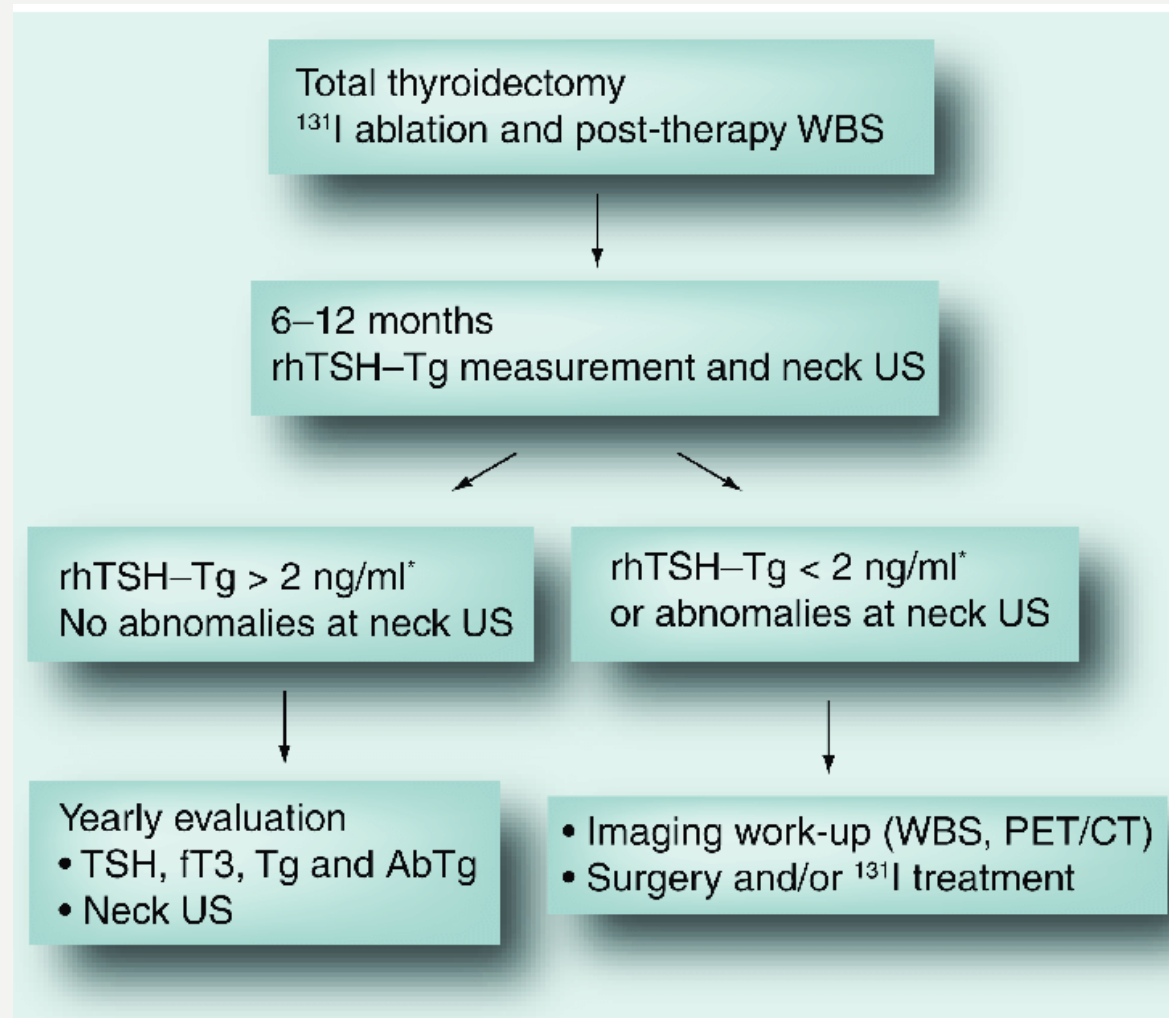 Total thyroidectomy
¹³¹I ablation and post-therapy WBS
6–12 months
rhTSH–Tg measurement and neck US
rhTSH–Tg > 2 ng/ml*
No abnomalies at neck US
rhTSH–Tg < 2 ng/ml*
or abnomalies at neck US
Yearly evaluation
• TSH, fT3, Tg and AbTg
• Neck US
• Imaging work-up (WBS, PET/CT)
• Surgery and/or ¹³¹I treatment